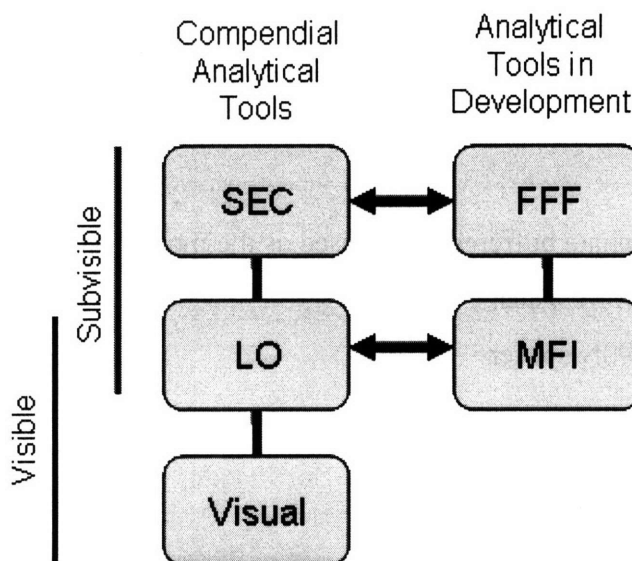 Compendial
Analytical
Tools
Analytical
Tools in
Development
Subvisible
Visible
SEC
FFF
LO
MFI
Visual